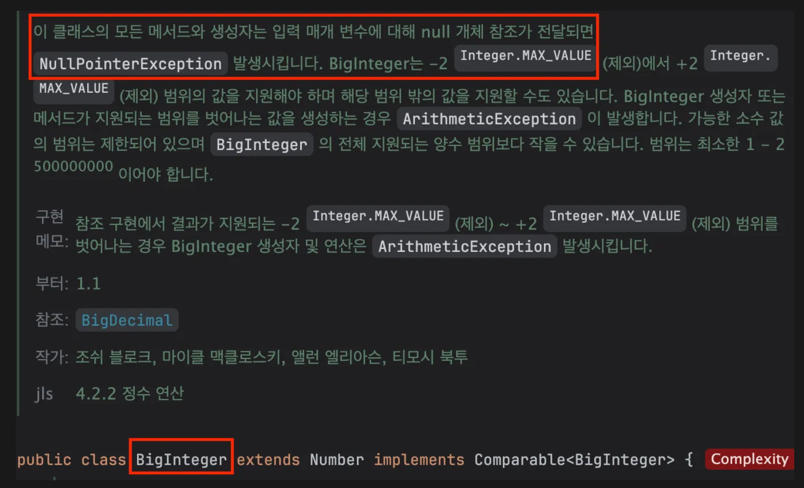 이 클래스의 모든 메서드와 생성자는 입력 매개 변수에 대해 null 개체 참조가 전달되면
NullPointerException 발생시킵니다. BigInteger는 -2 Integer.MAX_VALUE (제외)에서 +2 Integer.
MAX_VALUE (제외) 범위의 값을 지원해야 하며 해당 범위 밖의 값을 지원할 수도 있습니다. BigInteger 생성자 또는
메서드가 지원되는 범위를 벗어나는 값을 생성하는 경우 ArithmeticException 이 발생합니다. 가능한 소수 값
의 범위는 제한되어 있으며 BigInteger 의 전체 지원되는 양수 범위보다 작을 수 있습니다. 범위는 최소한 1 - 2
500000000 이어야 합니다.
구현 메모: 참조 구현에서 결과가 지원되는 -2 Integer.MAX_VALUE (제외) ~ +2 Integer.MAX_VALUE (제외) 범위를
벗어나는 경우 BigInteger 생성자 및 연산은 ArithmeticException 발생시킵니다.
부터: 1.1
참조: BigDecimal
작가: 조쉬 블로크, 마이클 맥클로스키, 앨런 엘리아슨, 티모시 북투
jls 4.2.2 정수 연산
public class BigInteger extends Number implements Comparable<BigInteger> { Complexity